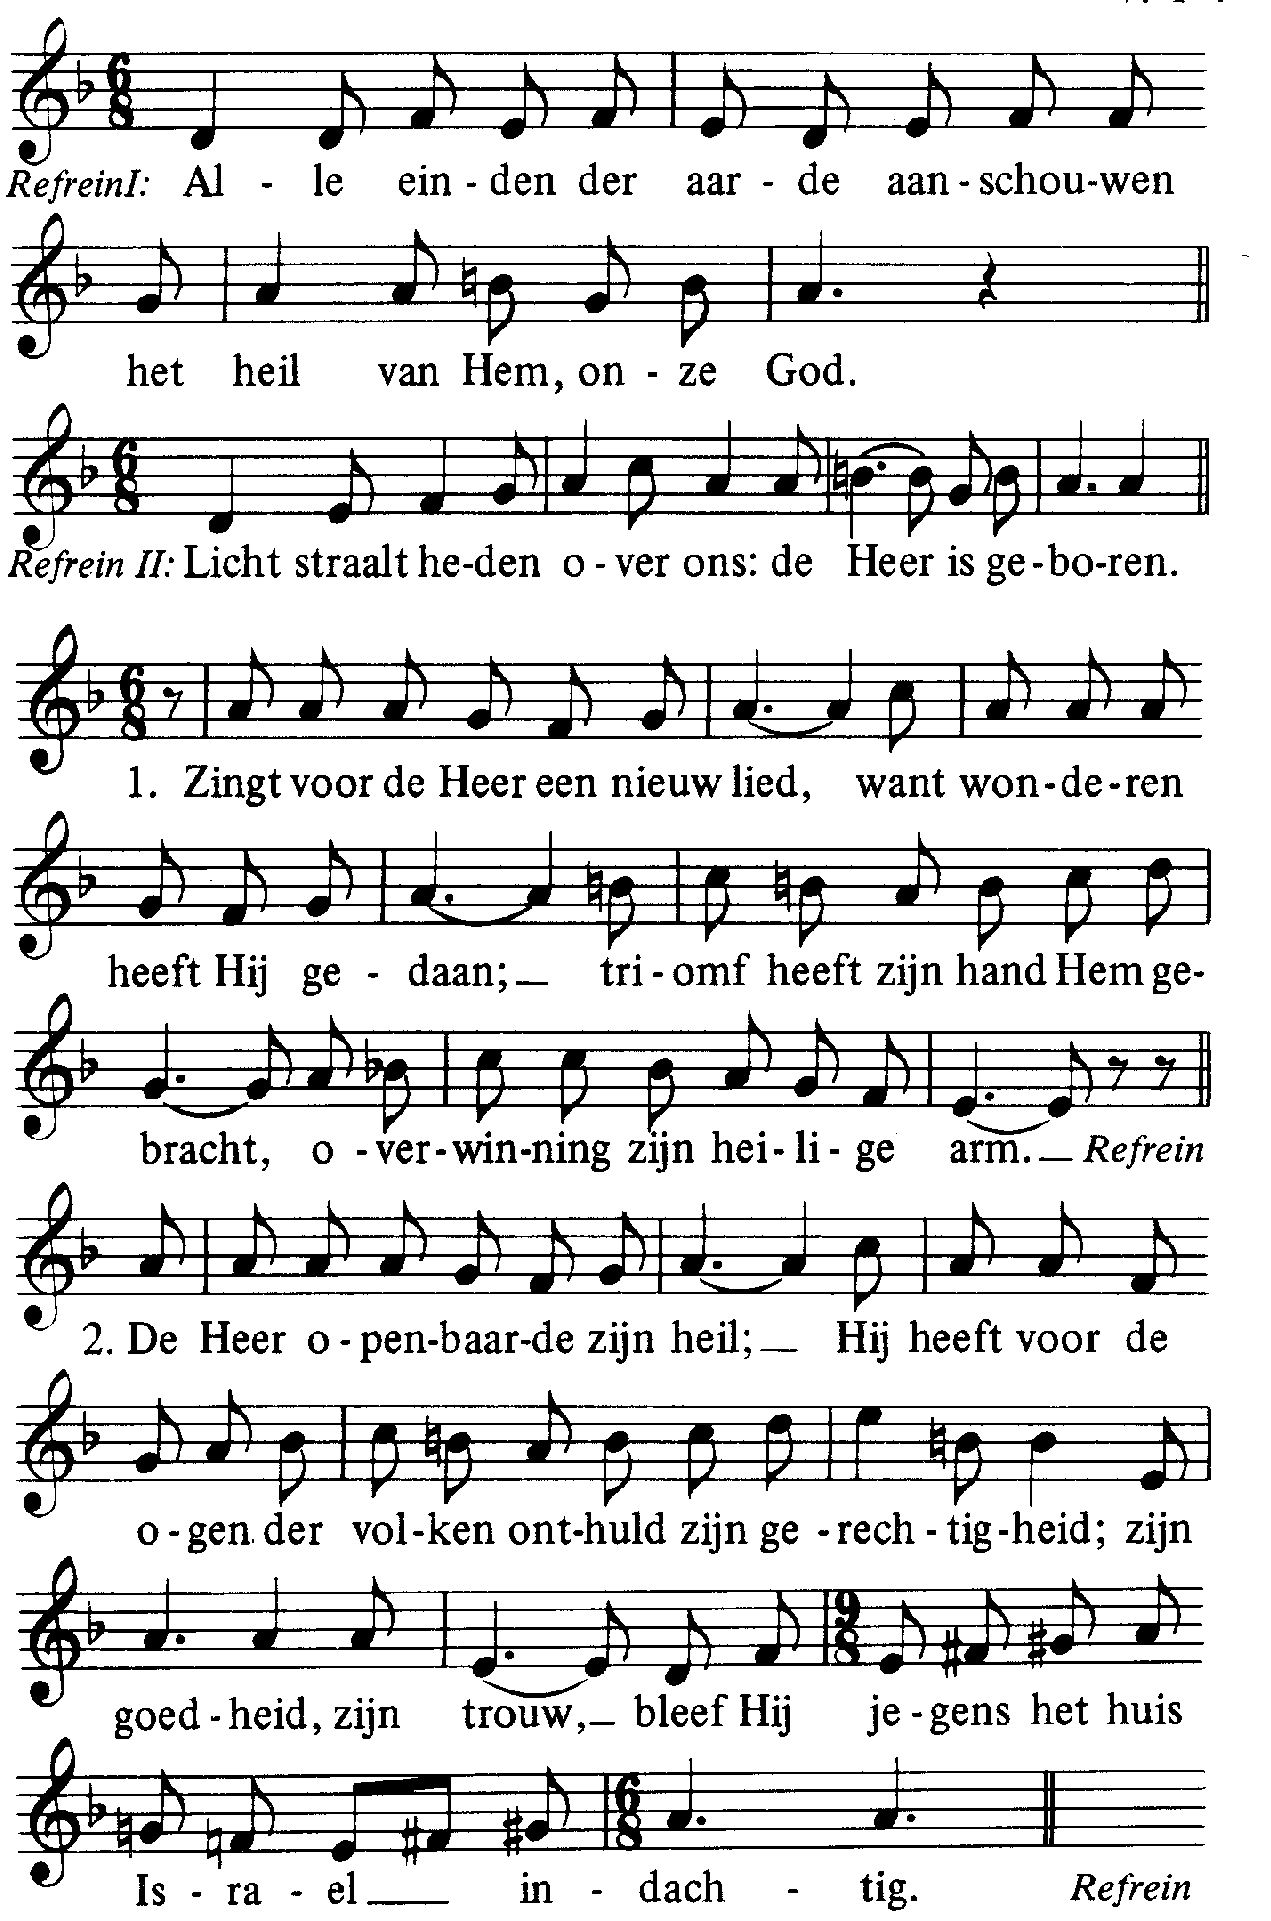 RefreinI: Al - le ein - den der aar - de aan - schou - wen
het heil van Hem, on - ze God.
Refrein II: Licht straalt he - den o - ver ons: de Heer is ge - bo - ren.
1. Zingt voor de Heer een nieuw lied, want won - de - ren
heeft Hij ge - daan; tri - omf heeft zijn hand Hem ge -
bracht, o - ver - win - ning zijn hei - li - ge arm. Refrein
2. De Heer o - pen - baar - de zijn heil; Hij heeft voor de
o - gen der vol - ken ont - huld zijn ge - rech - tig - heid; zijn
goed - heid, zijn trouw, bleef Hij je - gens het huis
Is - ra - el in - dach - tig. Refrein